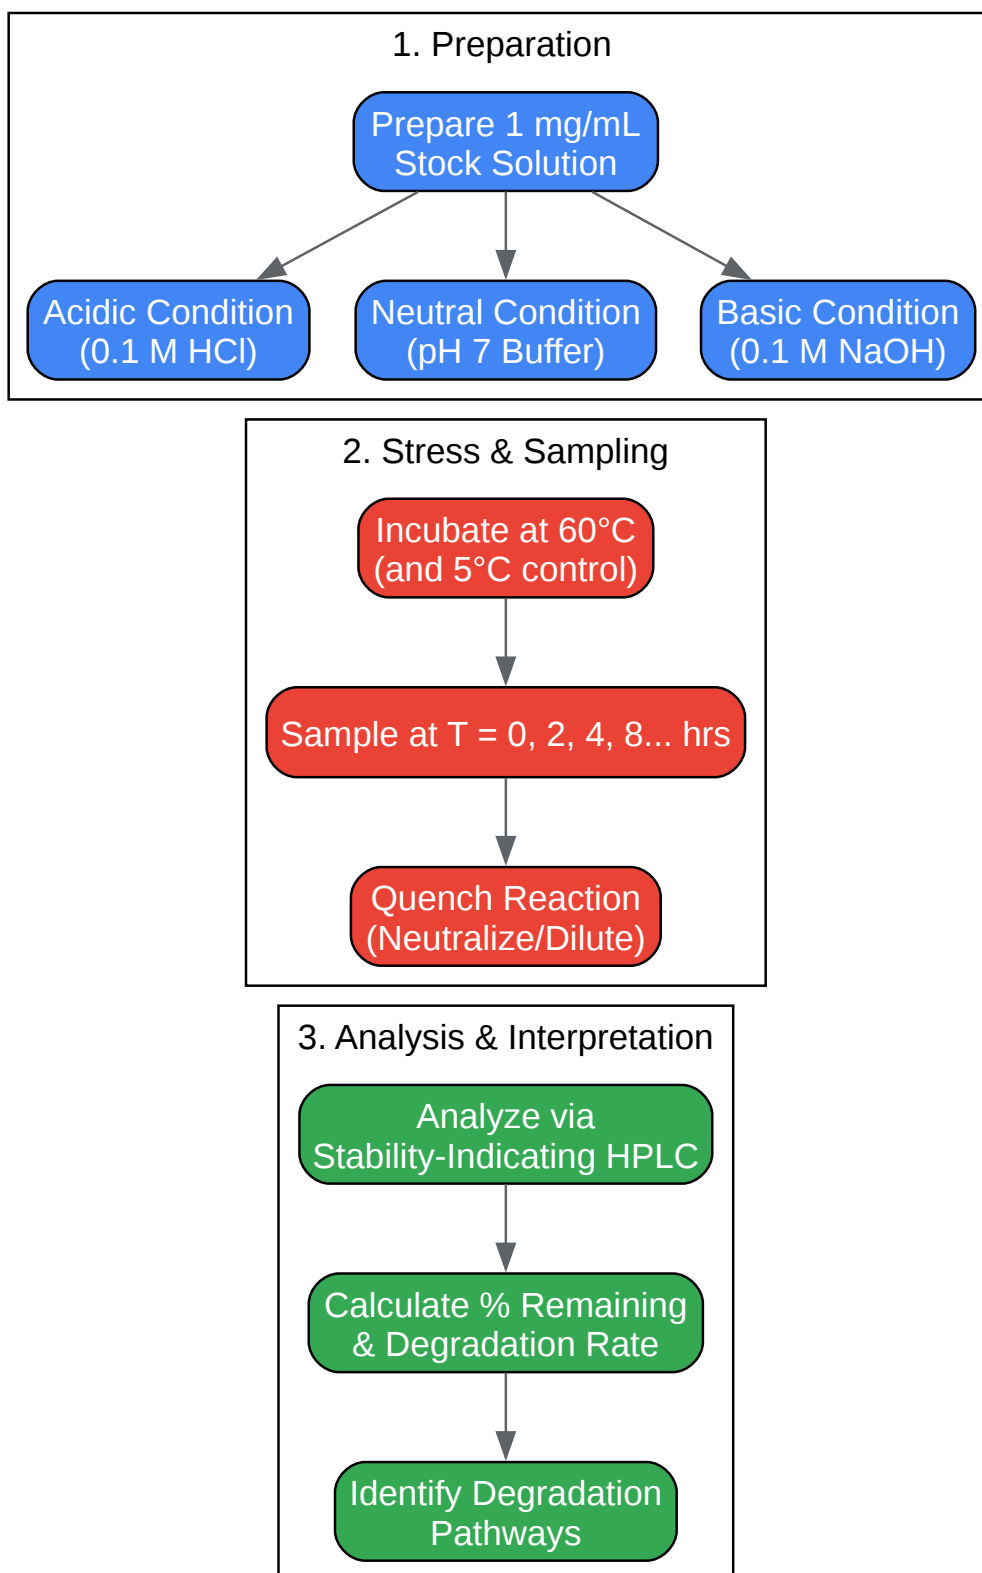 1. Preparation
Prepare 1 mg/mL
Stock Solution
Acidic Condition
(0.1 M HCl)
Neutral Condition
(pH 7 Buffer)
Basic Condition
(0.1 M NaOH)
2. Stress & Sampling
Incubate at 60°C
(and 5°C control)
Sample at T = 0, 2, 4, 8... hrs
Quench Reaction
(Neutralize/Dilute)
3. Analysis & Interpretation
Analyze via
Stability-Indicating HPLC
Calculate % Remaining
& Degradation Rate
Identify Degradation
Pathways